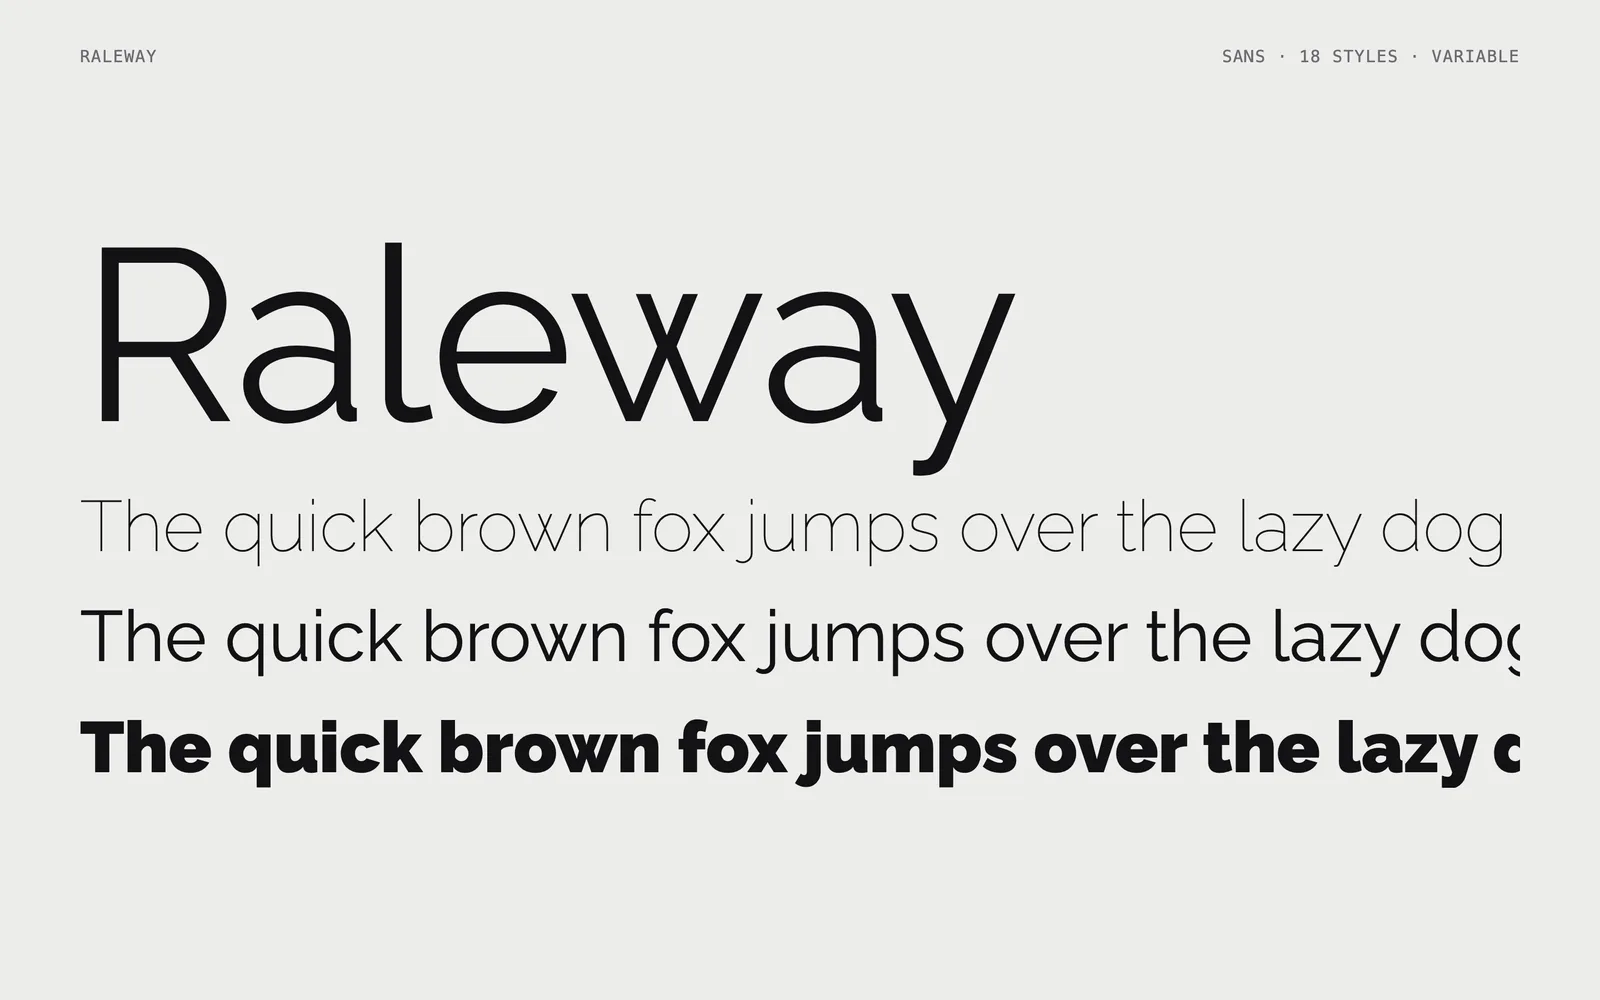 RALEWAY
SANS · 18 STYLES · VARIABLE
Raleway
The quick brown fox jumps over the lazy dog
The quick brown fox jumps over the lazy dog
The quick brown fox jumps over the lazy